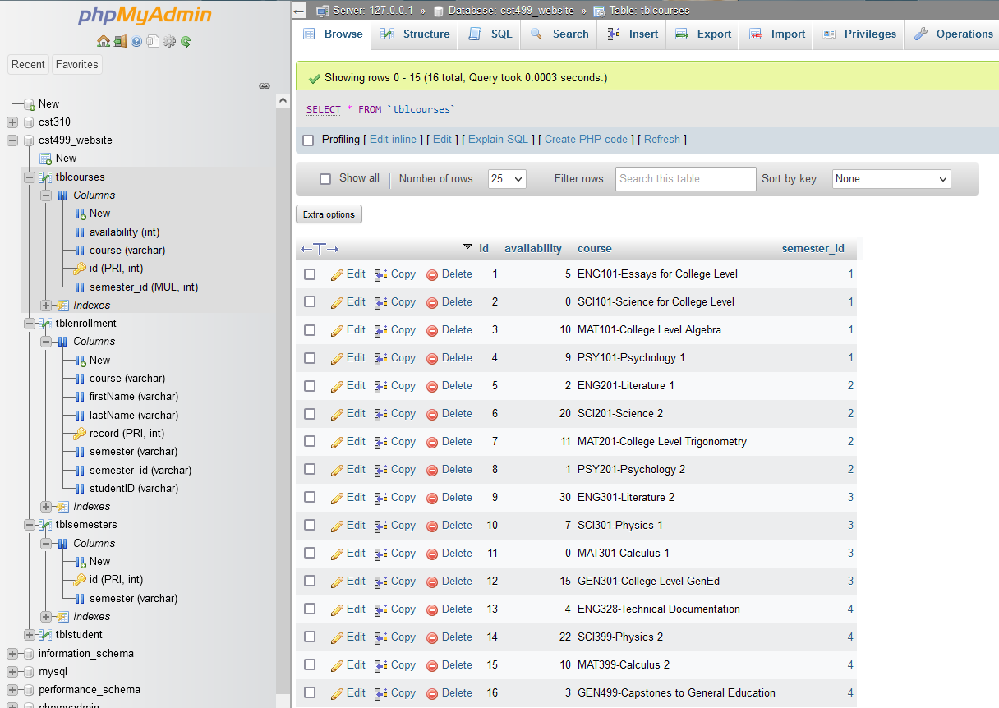 phpMyAdmin
Recent Favorites
New
cst310
cst499_website
New
tblcourses
Columns
New
availability (int)
course (varchar)
id (PRI, int)
semester_id (MUL, int)
Indexes
tblenrollment
Columns
New
course (varchar)
firstName (varchar)
lastName (varchar)
record (PRI, int)
semester (varchar)
semester_id (varchar)
studentID (varchar)
Indexes
tblsemesters
Columns
New
id (PRI, int)
semester (varchar)
Indexes
tblstudent
information_schema
mysql
performance_schema
phpmyadmin
Server: 127.0.0.1 » Database: cst499_website » Table: tblcourses
Browse Structure SQL Search Insert Export Import Privileges Operations
Showing rows 0 - 15 (16 total, Query took 0.0003 seconds.)
SELECT * FROM `tblcourses`
Profiling [ Edit inline ] [ Edit ] [ Explain SQL ] [ Create PHP code ] [ Refresh ]
Show all Number of rows: 25 Filter rows: Search this table Sort by key: None
Extra options
←T→ id availability course semester_id
Edit Copy Delete 1 5 ENG101-Essays for College Level 1
Edit Copy Delete 2 0 SCI101-Science for College Level 1
Edit Copy Delete 3 10 MAT101-College Level Algebra 1
Edit Copy Delete 4 9 PSY101-Psychology 1 1
Edit Copy Delete 5 2 ENG201-Literature 1 2
Edit Copy Delete 6 20 SCI201-Science 2 2
Edit Copy Delete 7 11 MAT201-College Level Trigonometry 2
Edit Copy Delete 8 1 PSY201-Psychology 2 2
Edit Copy Delete 9 30 ENG301-Literature 2 3
Edit Copy Delete 10 7 SCI301-Physics 1 3
Edit Copy Delete 11 0 MAT301-Calculus 1 3
Edit Copy Delete 12 15 GEN301-College Level GenEd 3
Edit Copy Delete 13 4 ENG328-Technical Documentation 4
Edit Copy Delete 14 22 SCI399-Physics 2 4
Edit Copy Delete 15 10 MAT399-Calculus 2 4
Edit Copy Delete 16 3 GEN499-Capstones to General Education 4